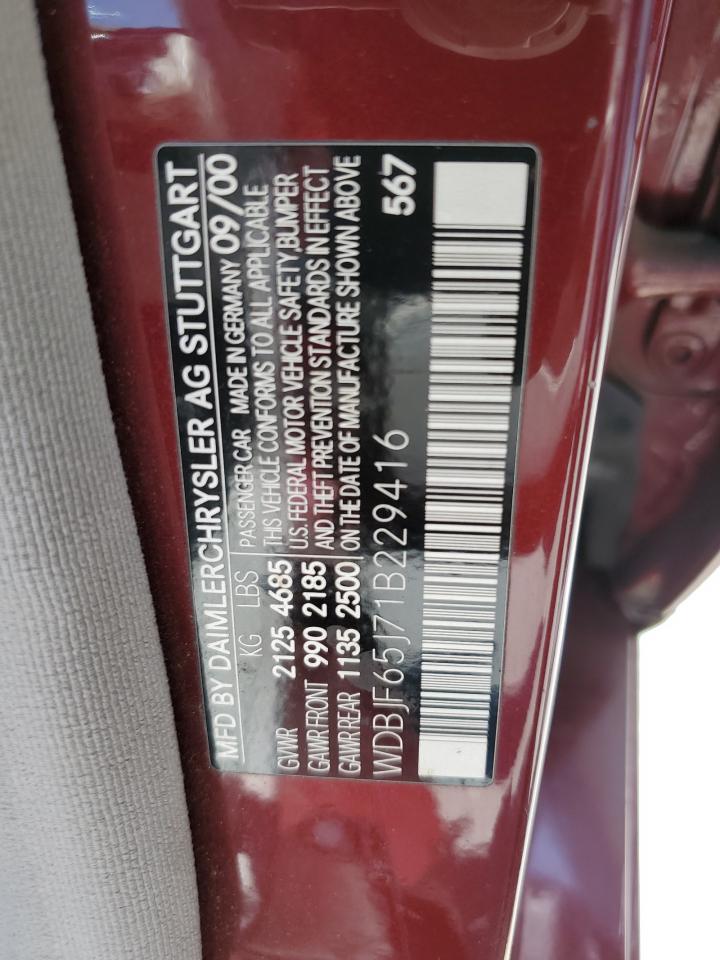 MFD BY DAIMLERCHRYSLER AG STUTTGART
KG LBS PASSENGER CAR MADE IN GERMANY 09/00
GVWR 2125 4685 THIS VEHICLE CONFORMS TO ALL APPLICABLE
U.S. FEDERAL MOTOR VEHICLE SAFETY,BUMPER
GAWR FRONT 990 2185 AND THEFT PREVENTION STANDARDS IN EFFECT
GAWR REAR 1135 2500 ON THE DATE OF MANUFACTURE SHOWN ABOVE
WDBJF65J71B229416 567